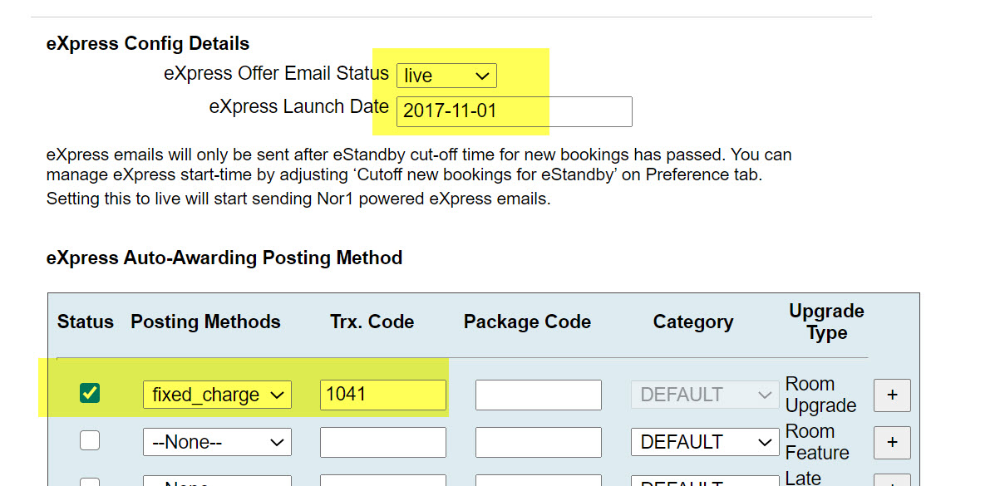 eXpress Config Details
eXpress Offer Email Status live
eXpress Launch Date 2017-11-01
eXpress emails will only be sent after eStandby cut-off time for new bookings has passed. You can
manage eXpress start-time by adjusting ‘Cutoff new bookings for eStandby’ on Preference tab.
Setting this to live will start sending Nor1 powered eXpress emails.
eXpress Auto-Awarding Posting Method
Status Posting Methods Trx. Code Package Code Category Upgrade
Type
fixed_charge 1041 DEFAULT Room
Upgrade +
--None-- DEFAULT Room
Feature +
--None-- DEFAULT Late